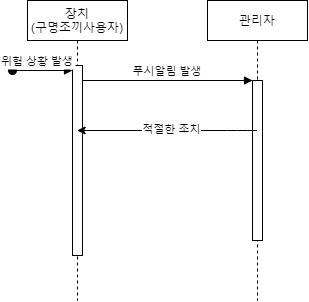 장치
(구명조끼사용자)
관리자
위험 상황 발생
푸시알림 발생
적절한 조치